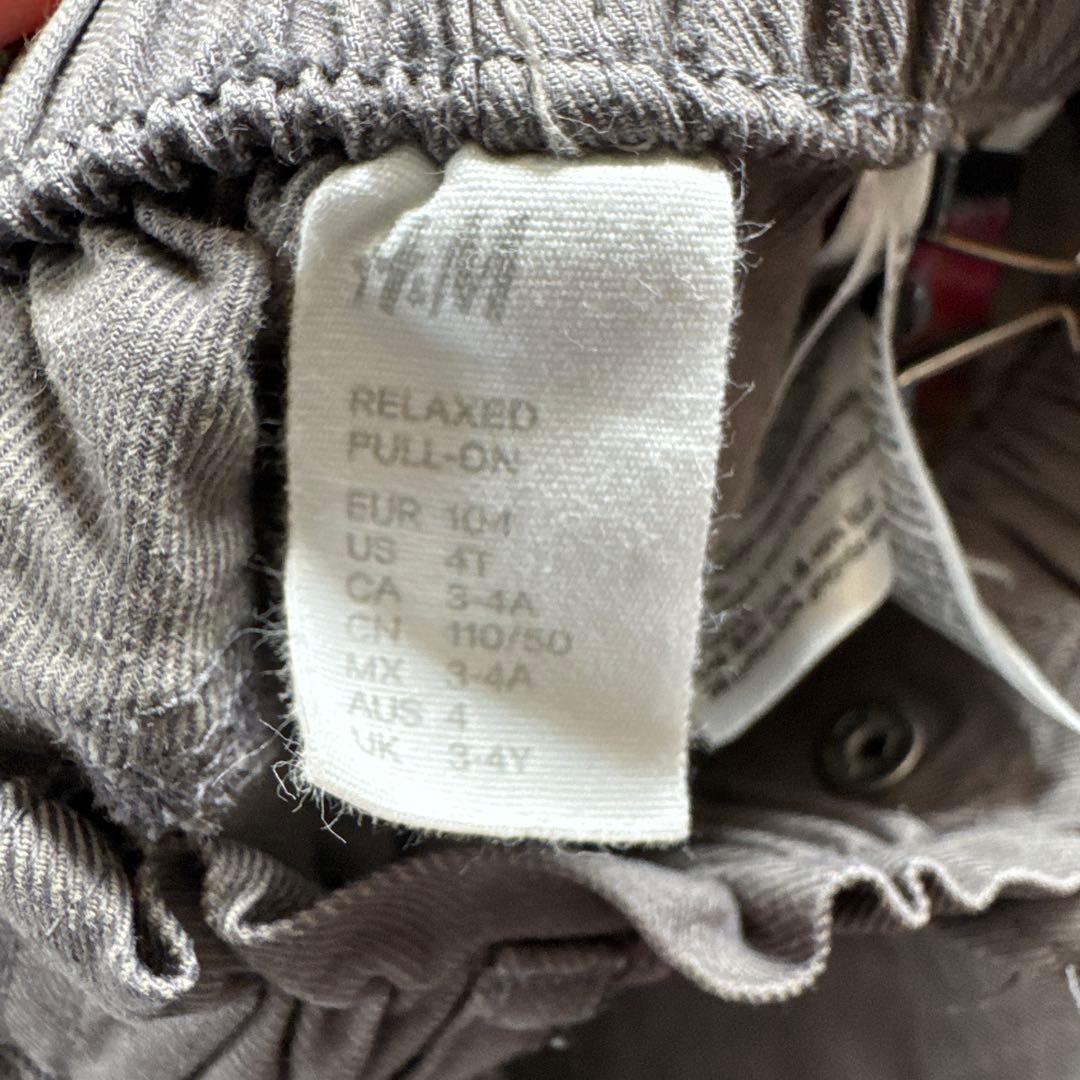 H&M
RELAXED
PULL-ON
EUR 104
US 4T
CA 3-4A
CN 110/50
MX 3-4A
AUS 4
UK 3-4Y